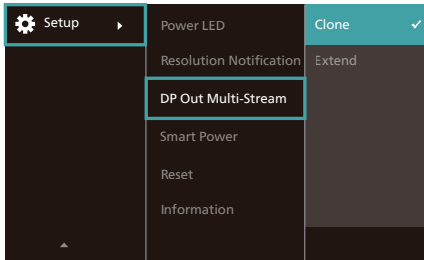 Setup
Power LED
Resolution Notification
DP Out Multi-Stream
Smart Power
Reset
Information
Clone
Extend